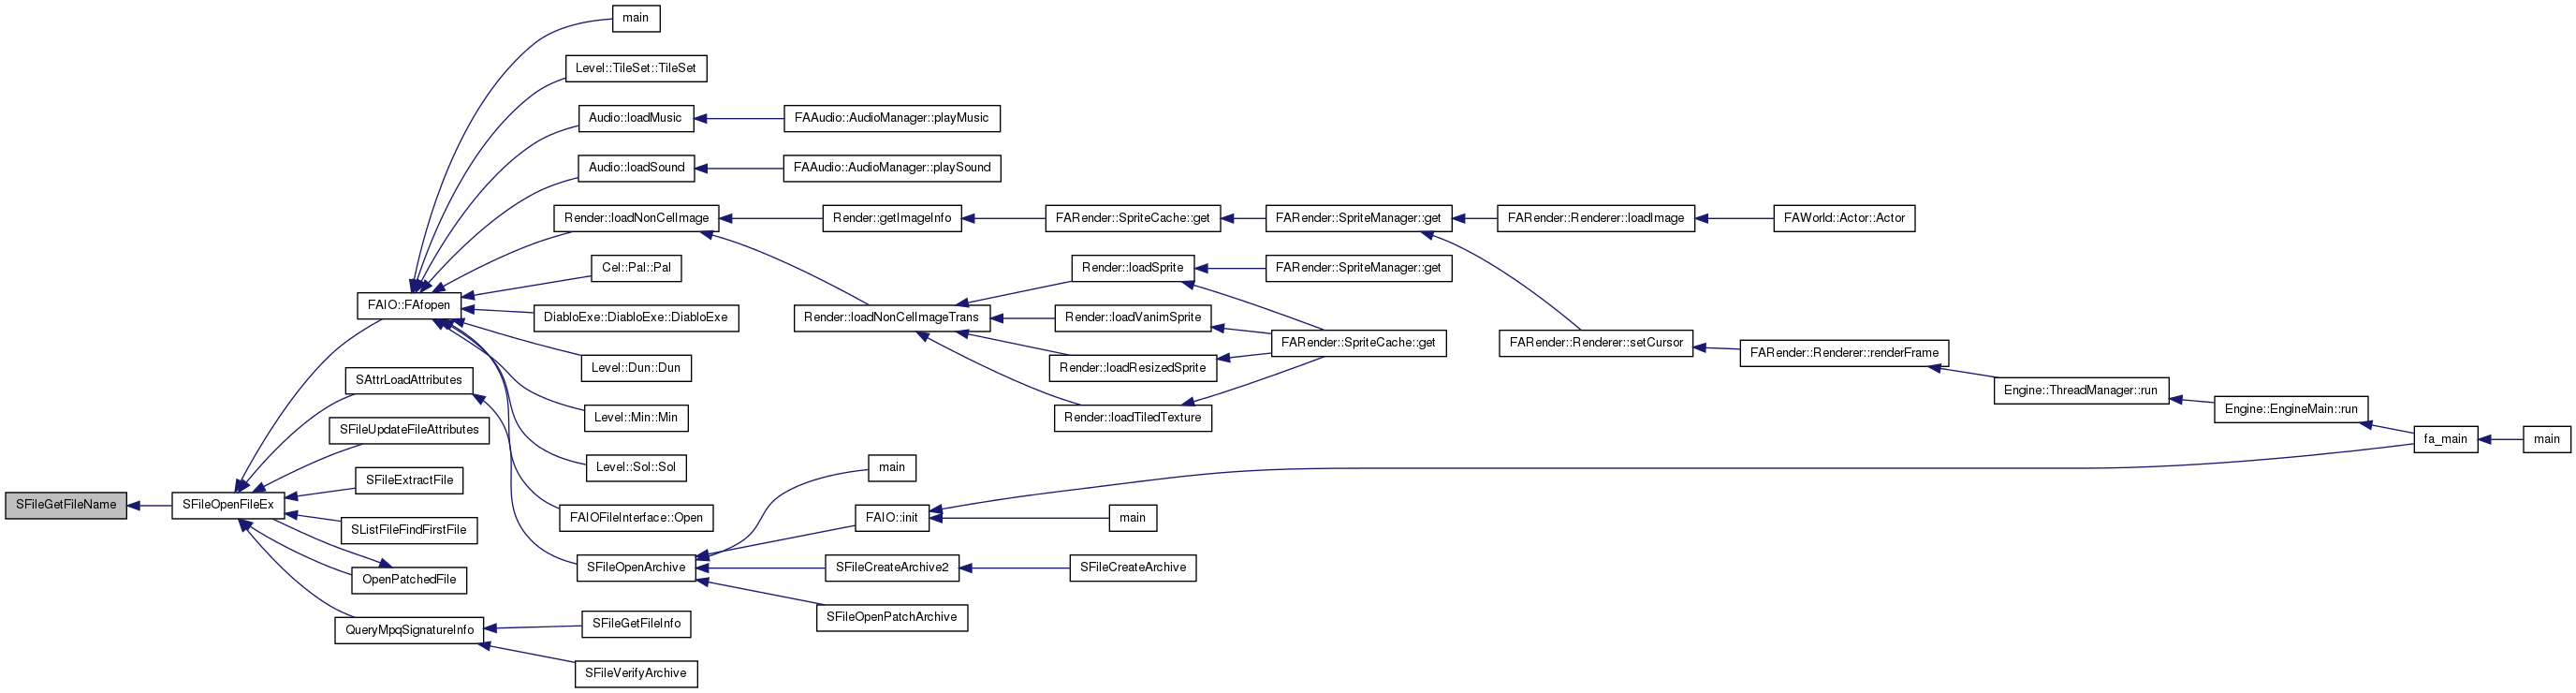 main
Level::TileSet::TileSet
Audio::loadMusic
FAAudio::AudioManager::playMusic
Audio::loadSound
FAAudio::AudioManager::playSound
Render::loadNonCelImage
Render::getImageInfo
FARender::SpriteCache::get
FARender::SpriteManager::get
FARender::Renderer::loadImage
FAWorld::Actor::Actor
Cel::Pal::Pal
Render::loadSprite
FARender::SpriteManager::get
FAIO::FAfopen
DiabloExe::DiabloExe::DiabloExe
Render::loadNonCelImageTrans
Render::loadVanimSprite
FARender::SpriteCache::get
FARender::Renderer::setCursor
FARender::Renderer::renderFrame
Level::Dun::Dun
Render::loadResizedSprite
SAttrLoadAttributes
Engine::ThreadManager::run
Level::Min::Min
Render::loadTiledTexture
Engine::EngineMain::run
SFileUpdateFileAttributes
fa_main
main
Level::Sol::Sol
main
SFileExtractFile
SFileGetFileName
SFileOpenFileEx
FAIOFileInterface::Open
FAIO::init
main
SListFileFindFirstFile
SFileOpenArchive
SFileCreateArchive2
SFileCreateArchive
OpenPatchedFile
SFileOpenPatchArchive
SFileGetFileInfo
QueryMpqSignatureInfo
SFileVerifyArchive